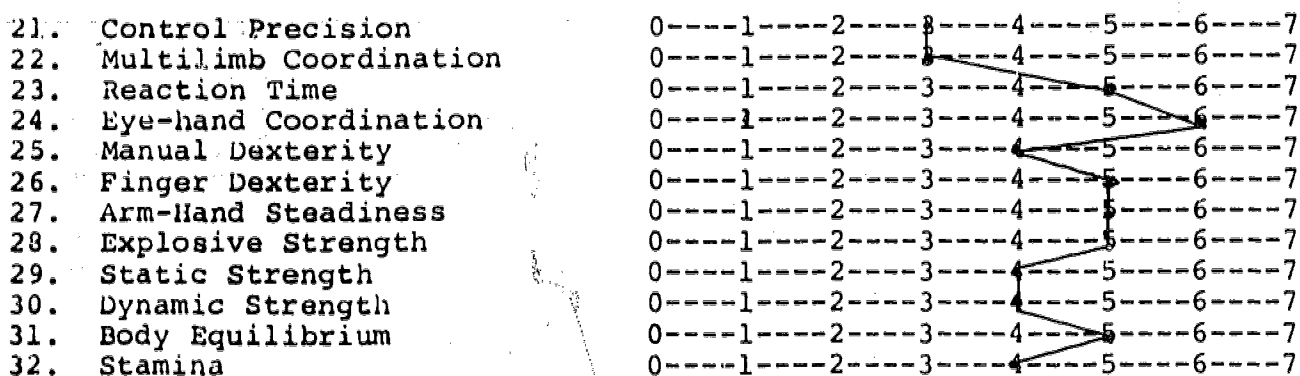 21. Control Precision 0----1----2----3----4----5----6----7
22. Multilimb Coordination 0----1----2----3----4----5----6----7
23. Reaction Time 0----1----2----3----4----5----6----7
24. Eye-hand Coordination 0----1----2----3----4----5----6----7
25. Manual Dexterity 0----1----2----3----4----5----6----7
26. Finger Dexterity 0----1----2----3----4----5----6----7
27. Arm-Hand Steadiness 0----1----2----3----4----5----6----7
28. Explosive Strength 0----1----2----3----4----5----6----7
29. Static Strength 0----1----2----3----4----5----6----7
30. Dynamic Strength 0----1----2----3----4----5----6----7
31. Body Equilibrium 0----1----2----3----4----5----6----7
32. Stamina 0----1----2----3----4----5----6----7